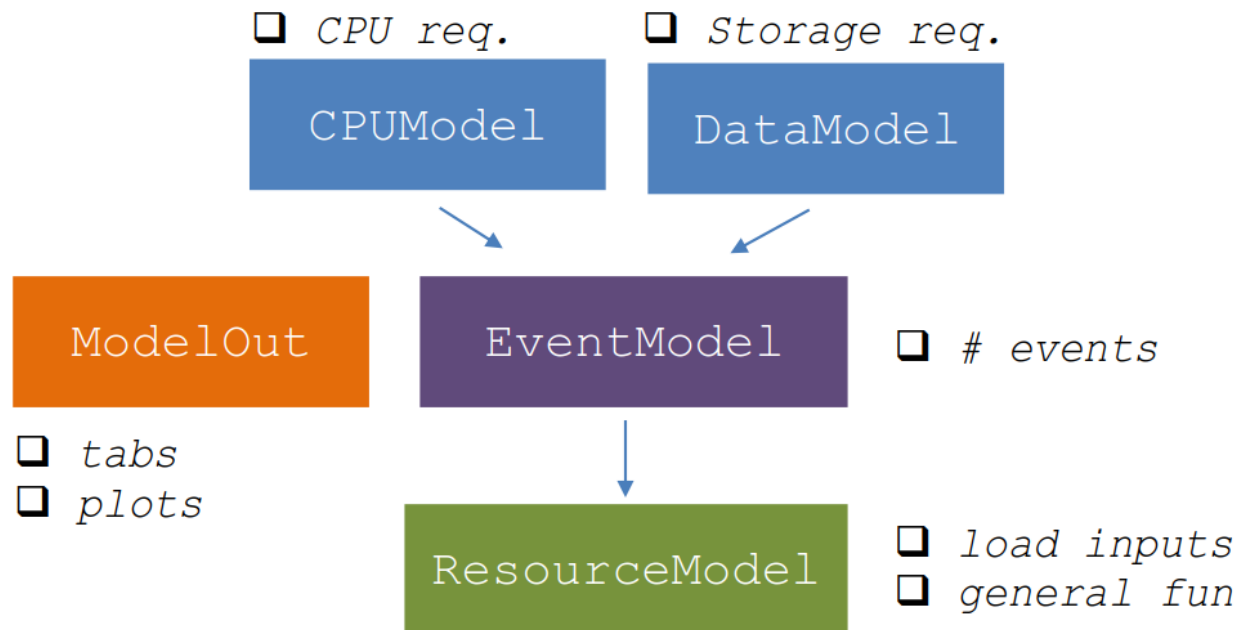 ❑ CPU req.
❑ Storage req.
CPUModel
DataModel
ModelOut
EventModel
❑ # events
❑ tabs
❑ plots
ResourceModel
❑ load inputs
❑ general fun